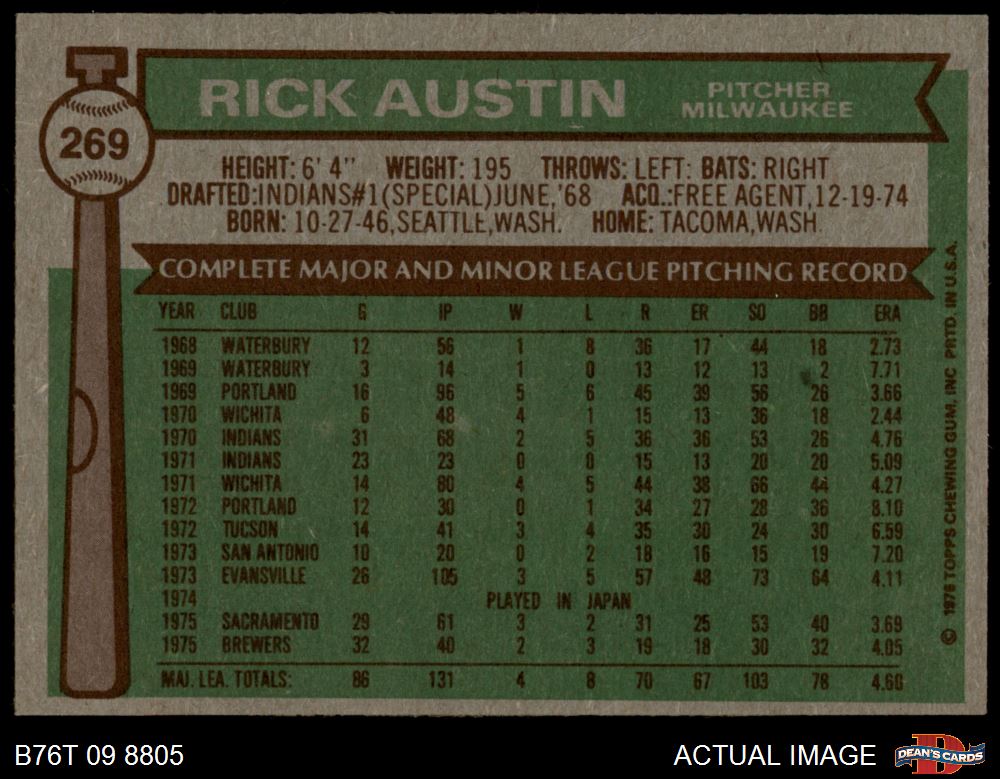 RICK AUSTIN
PITCHER
MILWAUKEE
269
HEIGHT: 6' 4" WEIGHT: 195 THROWS: LEFT: BATS: RIGHT
DRAFTED:INDIANS#1(SPECIAL)JUNE,'68 ACQ.:FREE AGENT,12-19-74
BORN: 10-27-46,SEATTLE,WASH. HOME: TACOMA,WASH.
COMPLETE MAJOR AND MINOR LEAGUE PITCHING RECORD
YEAR CLUB G IP W L R ER SO BB ERA
1968 WATERBURY 12 56 1 8 36 17 44 18 2.73
1969 WATERBURY 3 14 1 0 13 12 13 2 7.71
1969 PORTLAND 16 96 5 6 45 39 56 26 3.66
1970 WICHITA 6 48 4 1 15 13 36 18 2.44
1970 INDIANS 31 68 2 5 36 36 53 26 4.76
1971 INDIANS 23 23 0 0 15 13 20 20 5.09
1971 WICHITA 14 80 4 5 44 38 66 44 4.27
1972 PORTLAND 12 30 0 1 34 27 28 36 8.10
1972 TUCSON 14 41 3 4 35 30 24 30 6.59
1973 SAN ANTONIO 10 20 0 2 18 16 15 19 7.20
1973 EVANSVILLE 26 105 3 5 57 48 73 64 4.11
1974 PLAYED IN JAPAN
1975 SACRAMENTO 29 61 3 2 31 25 53 40 3.69
1975 BREWERS 32 40 2 3 19 18 30 32 4.05
MAJ. LEA. TOTALS: 86 131 4 8 70 67 103 78 4.60
© 1976 TOPPS CHEWING GUM, INC PRTD. IN U.S.A.
B76T 09 8805
ACTUAL IMAGE
DEAN'S CARDS